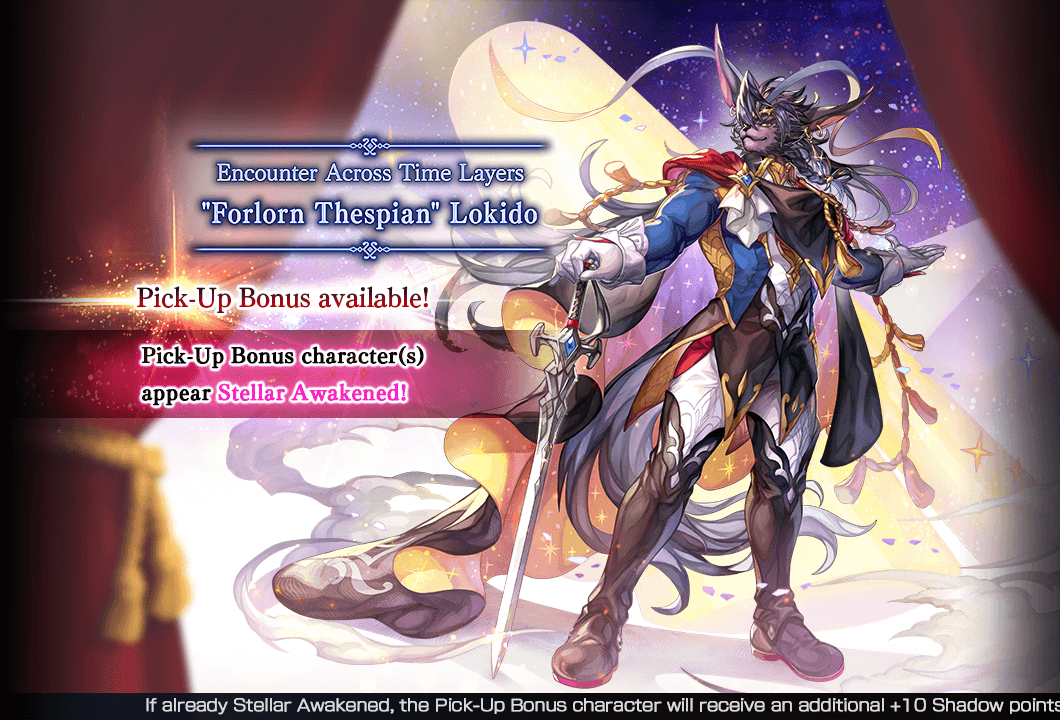 Encounter Across Time Layers
"Forlorn Thespian" Lokido
Pick-Up Bonus available!
Pick-Up Bonus character(s)
appear Stellar Awakened!
If already Stellar Awakened, the Pick-Up Bonus character will receive an additional +10 Shadow points